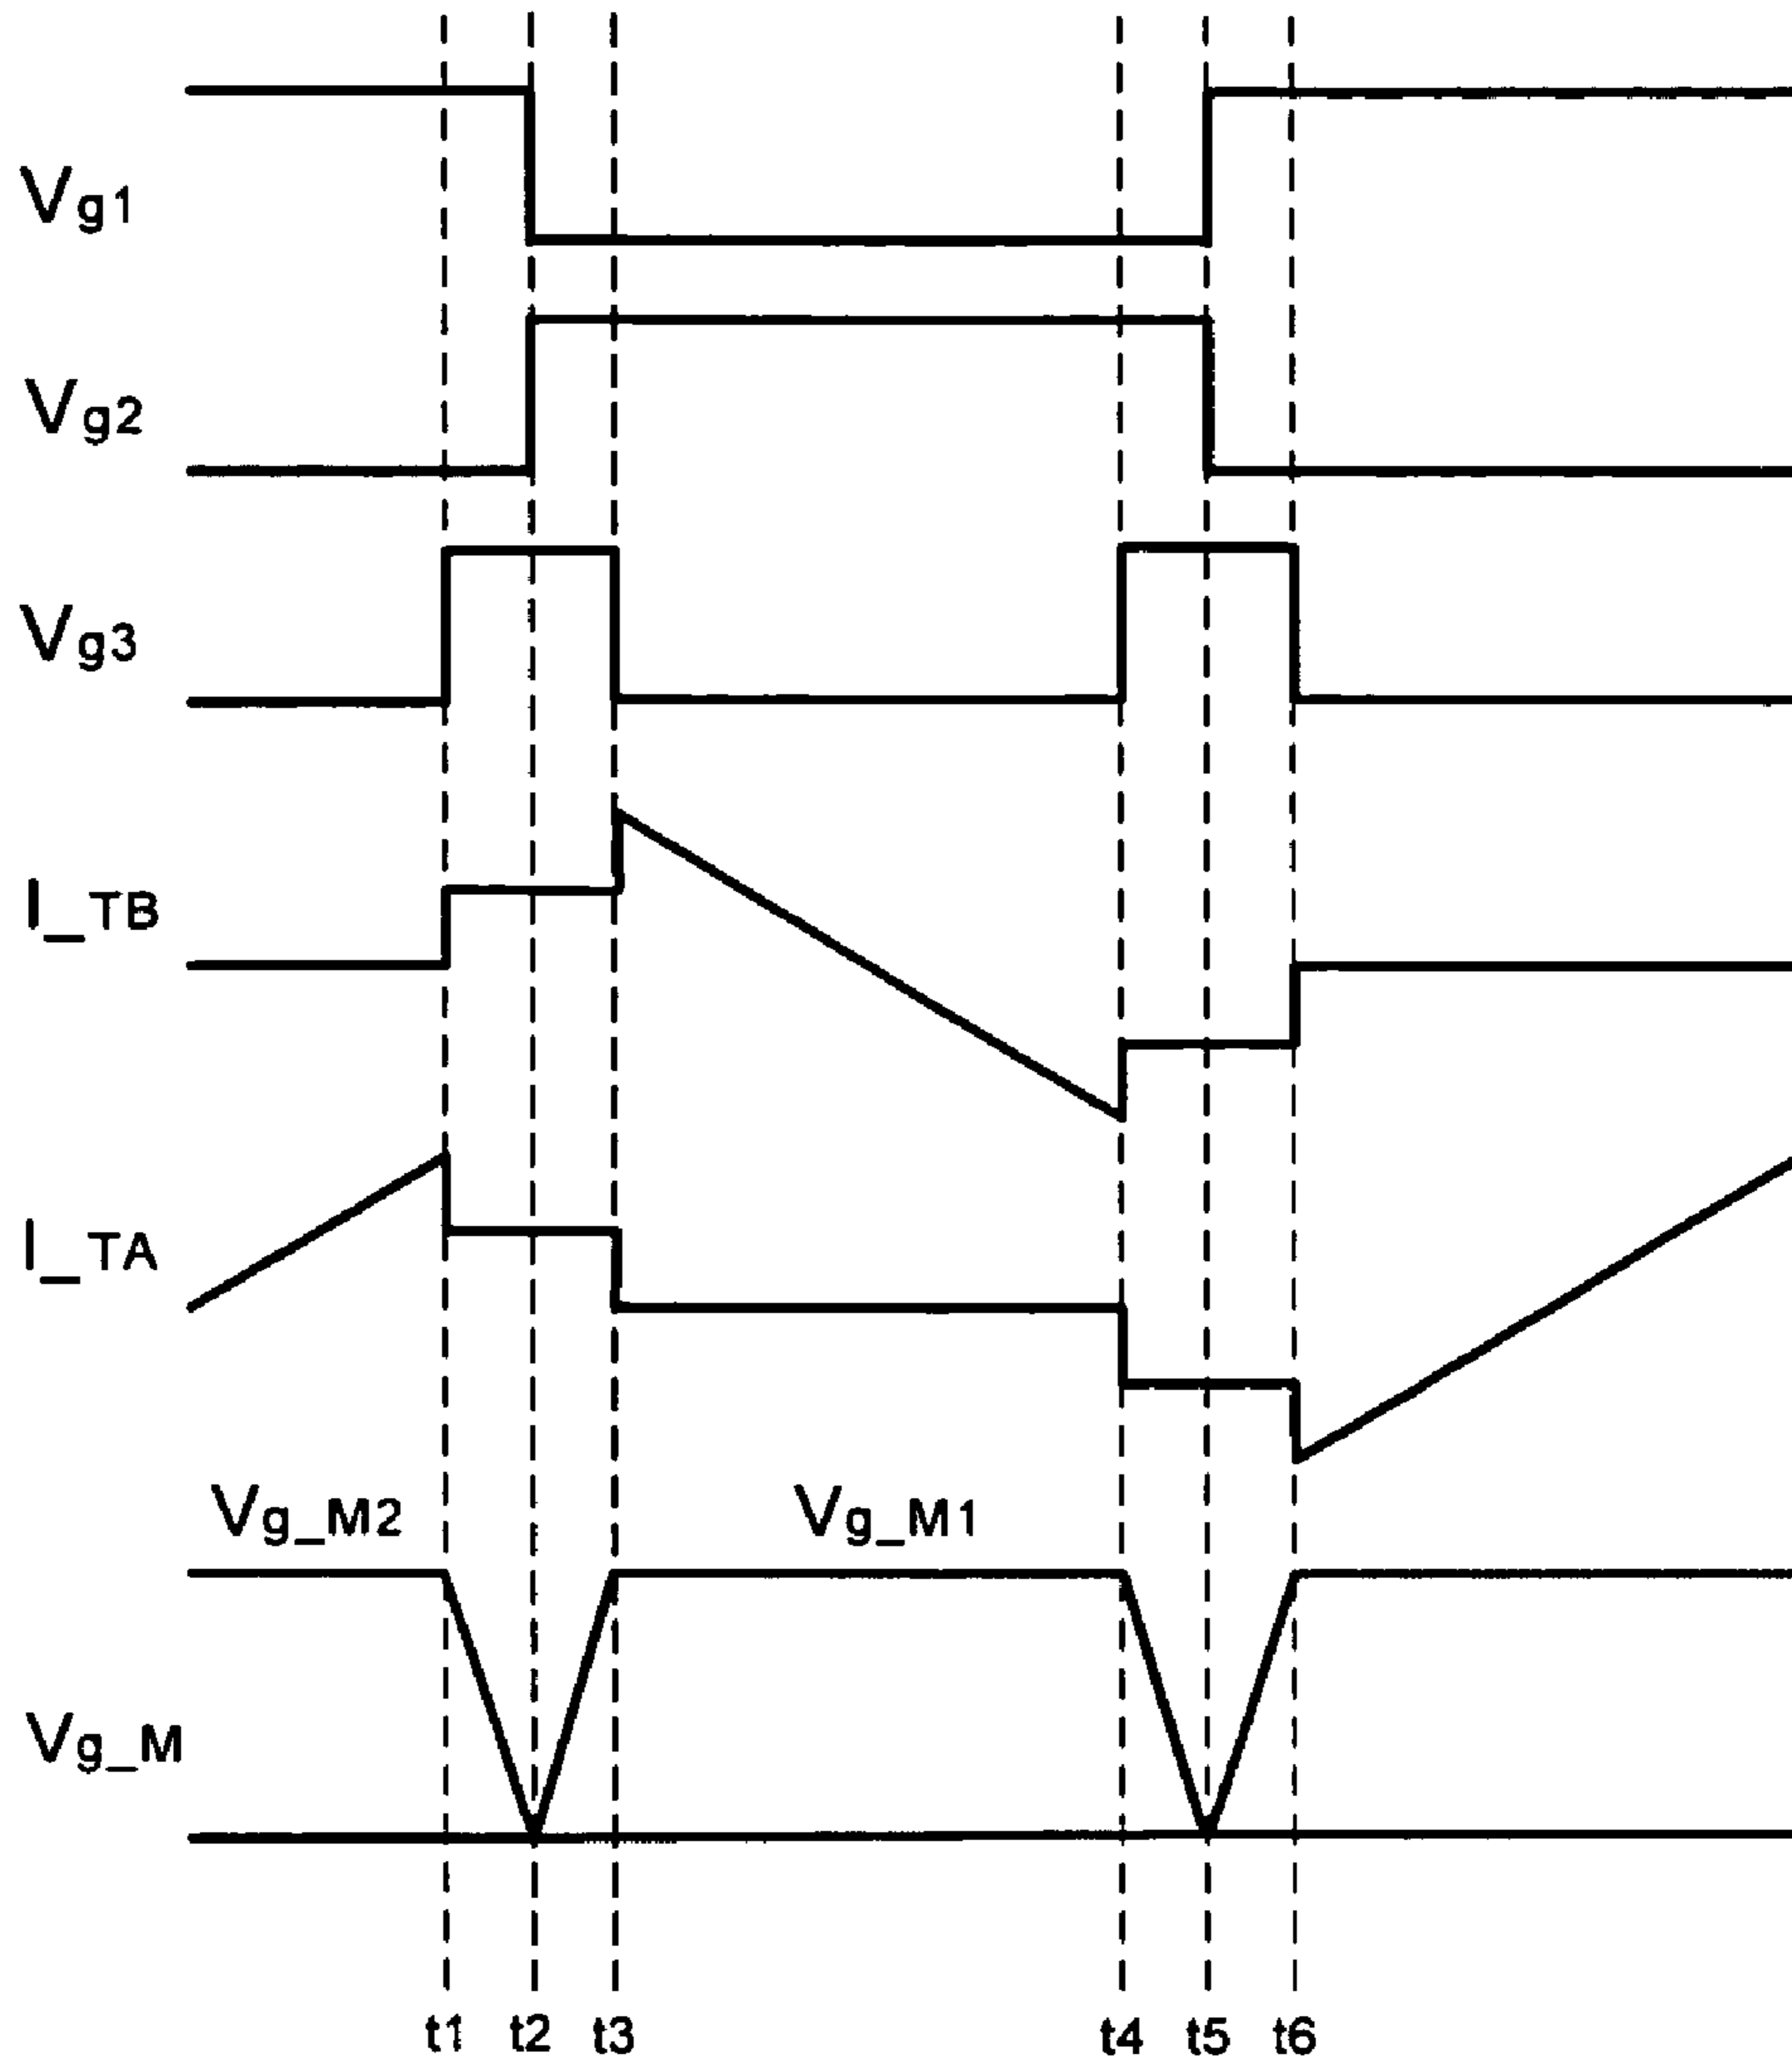 Vg1
Vg2
Vg3
I_TB
I_TA
Vg_M2 Vg_M1
Vg_M
t1 t2 t3 t4 t5 t6